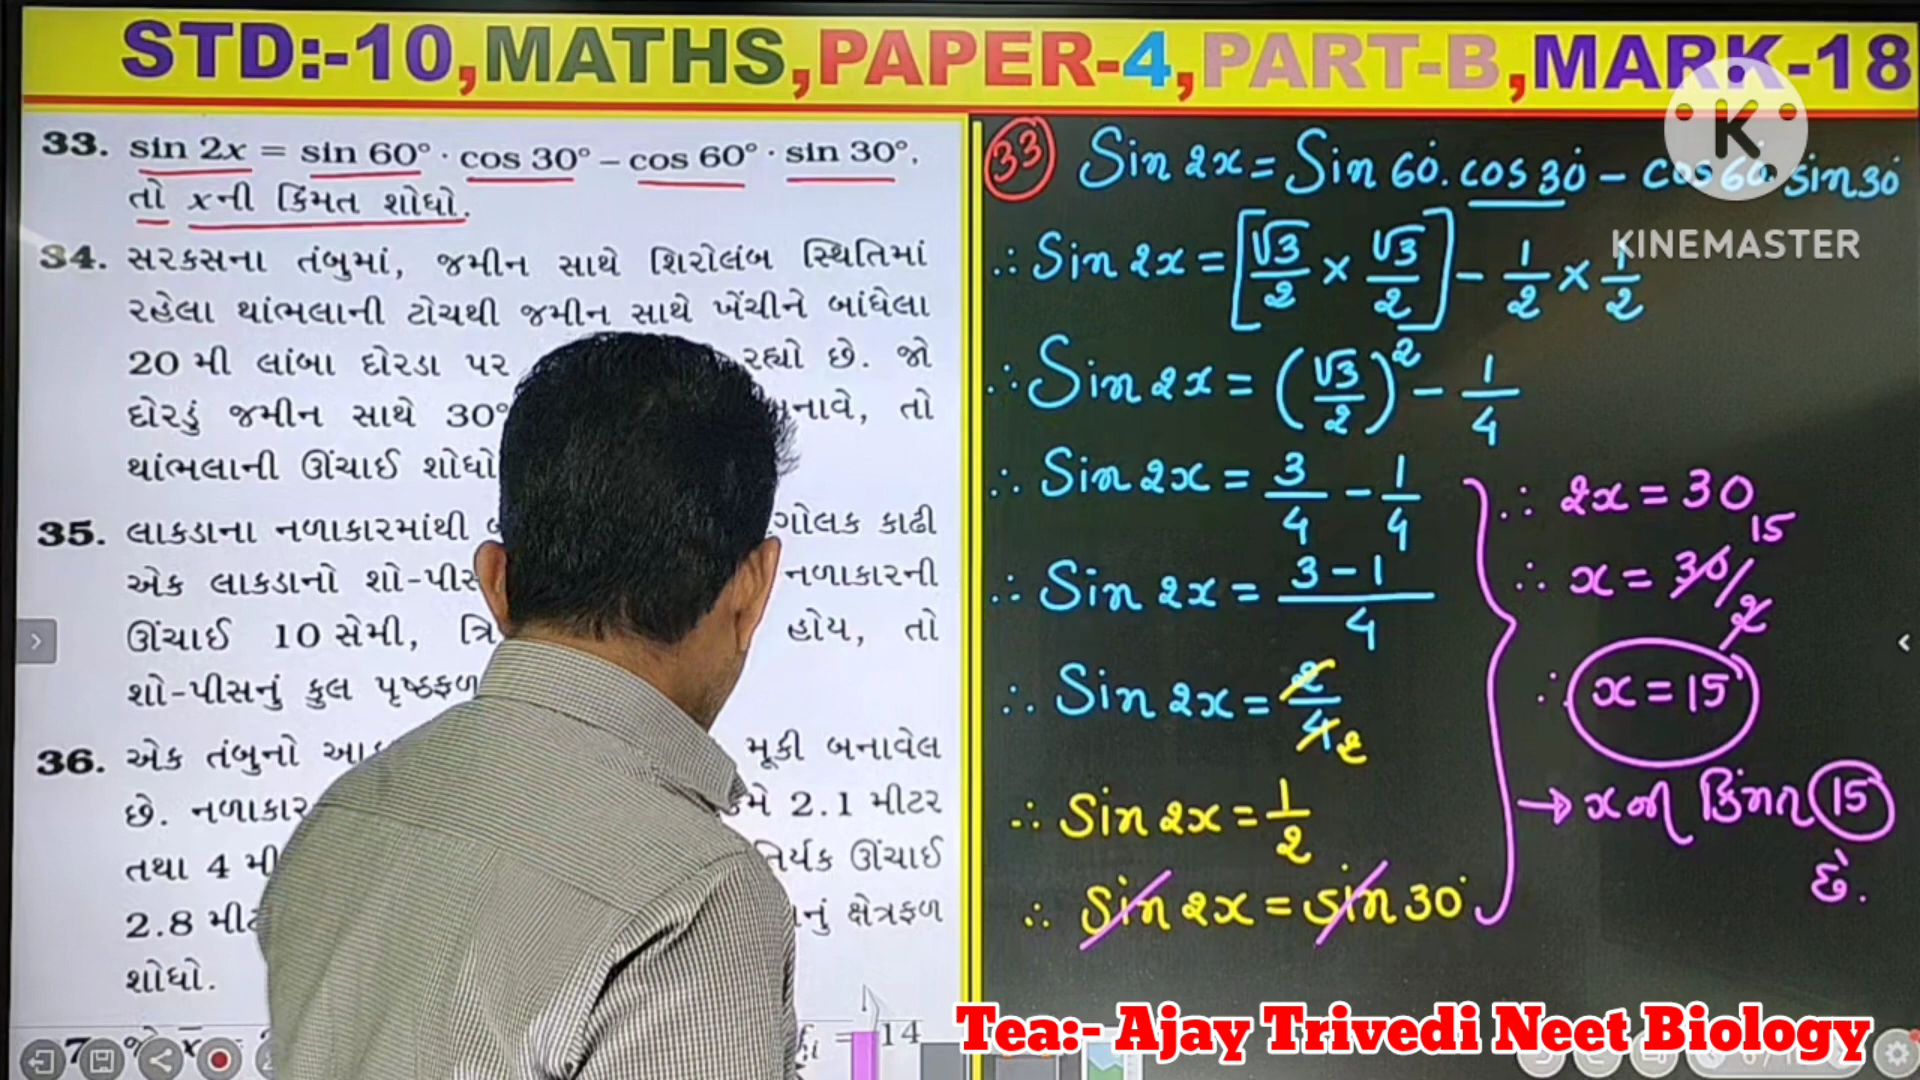 STD:-10,MATHS,PAPER-4,PART-B,MARK-18
33. sin 2x = sin 60° · cos 30° – cos 60° · sin 30°,
તો xની કિંમત શોધો.
34. સરકસના તંબુમાં, જમીન સાથે શિરોલંબ સ્થિતિમાં
રહેલા થાંભલાની ટોચથી જમીન સાથે ખેંચીને બાંધેલા
20 મી લાંબા દોરડા પર રહ્યો છે. જો
દોરડું જમીન સાથે 30° બનાવે, તો
થાંભલાની ઊંચાઈ શોધો
35. લાકડાના નળાકારમાંથી ગોલક કાઢી
એક લાકડાનો શો-પીસ નળાકારની
ઊંચાઈ 10 સેમી, હોય, તો
શો-પીસનું કુલ પૃષ્ઠફળ
36. એક તંબુનો મૂકી બનાવેલ
છે. નળાકાર 2.1 મીટર
તથા 4 તિર્યક ઊંચાઈ
2.8 ક્ષેત્રફળ
શોધો.
= 14
33 Sin 2x = Sin 60°. cos 30° – cos 60°. sin 30°
∴ Sin 2x = [√3/2 × √3/2] – 1/2 × 1/2
∴ Sin 2x = (√3/2)² – 1/4
∴ Sin 2x = 3/4 – 1/4
∴ Sin 2x = 3–1/4
∴ Sin 2x = 2/4 2
∴ Sin 2x = 1/2
∴ Sin 2x = Sin 30°
∴ 2x = 30
∴ x = 30/2 15
∴ x = 15
→ xની કિંમત 15
છે.
KINEMASTER
Tea:- Ajay Trivedi Neet Biology